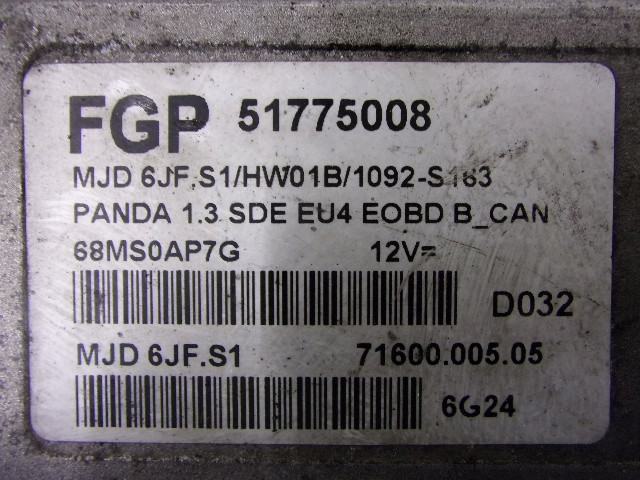 FGP 51775008
MJD 6JF.S1/HW01B/1092-S163
PANDA 1.3 SDE EU4 EOBD B_CAN
68MS0AP7G 12V=
D032
MJD 6JF.S1 71600.005.05
6G24